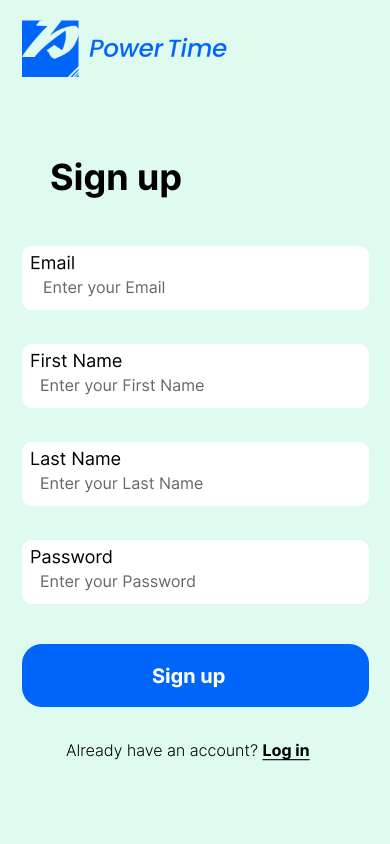 Power Time
Sign up
Email
Enter your Email
First Name
Enter your First Name
Last Name
Enter your Last Name
Password
Enter your Password
Sign up
Already have an account? Log in